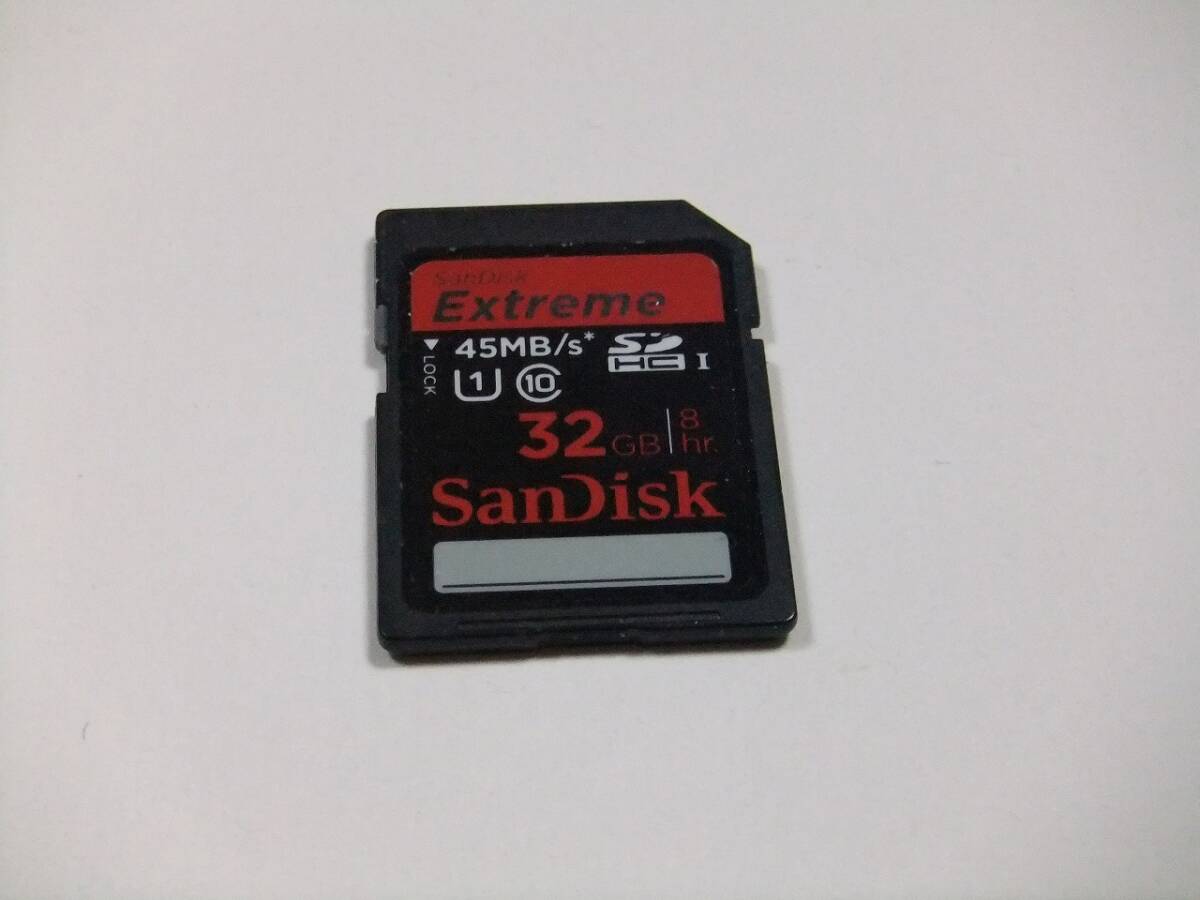 SanDisk
Extreme
45MB/s* SD HC I
LOCK
1 10
32 GB 8 hr.
SanDisk